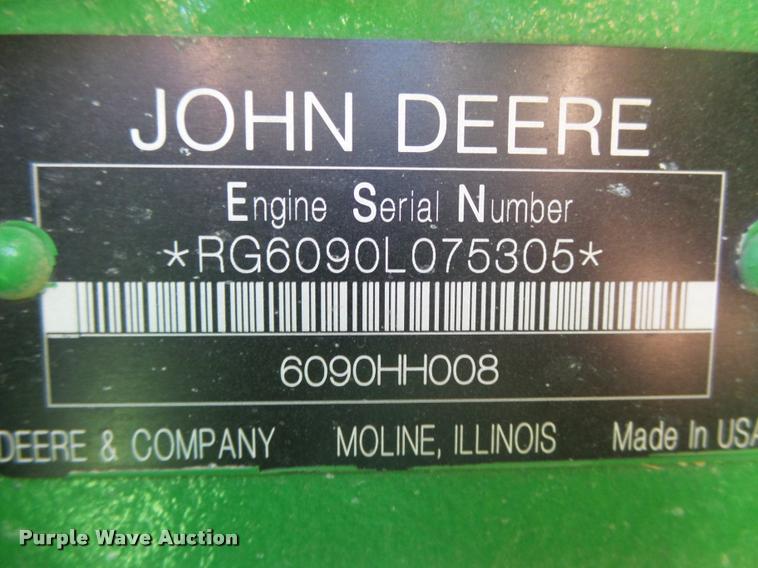 JOHN DEERE
Engine Serial Number
*RG6090L075305*
6090HH008
DEERE & COMPANY MOLINE, ILLINOIS Made In USA
Purple Wave Auction